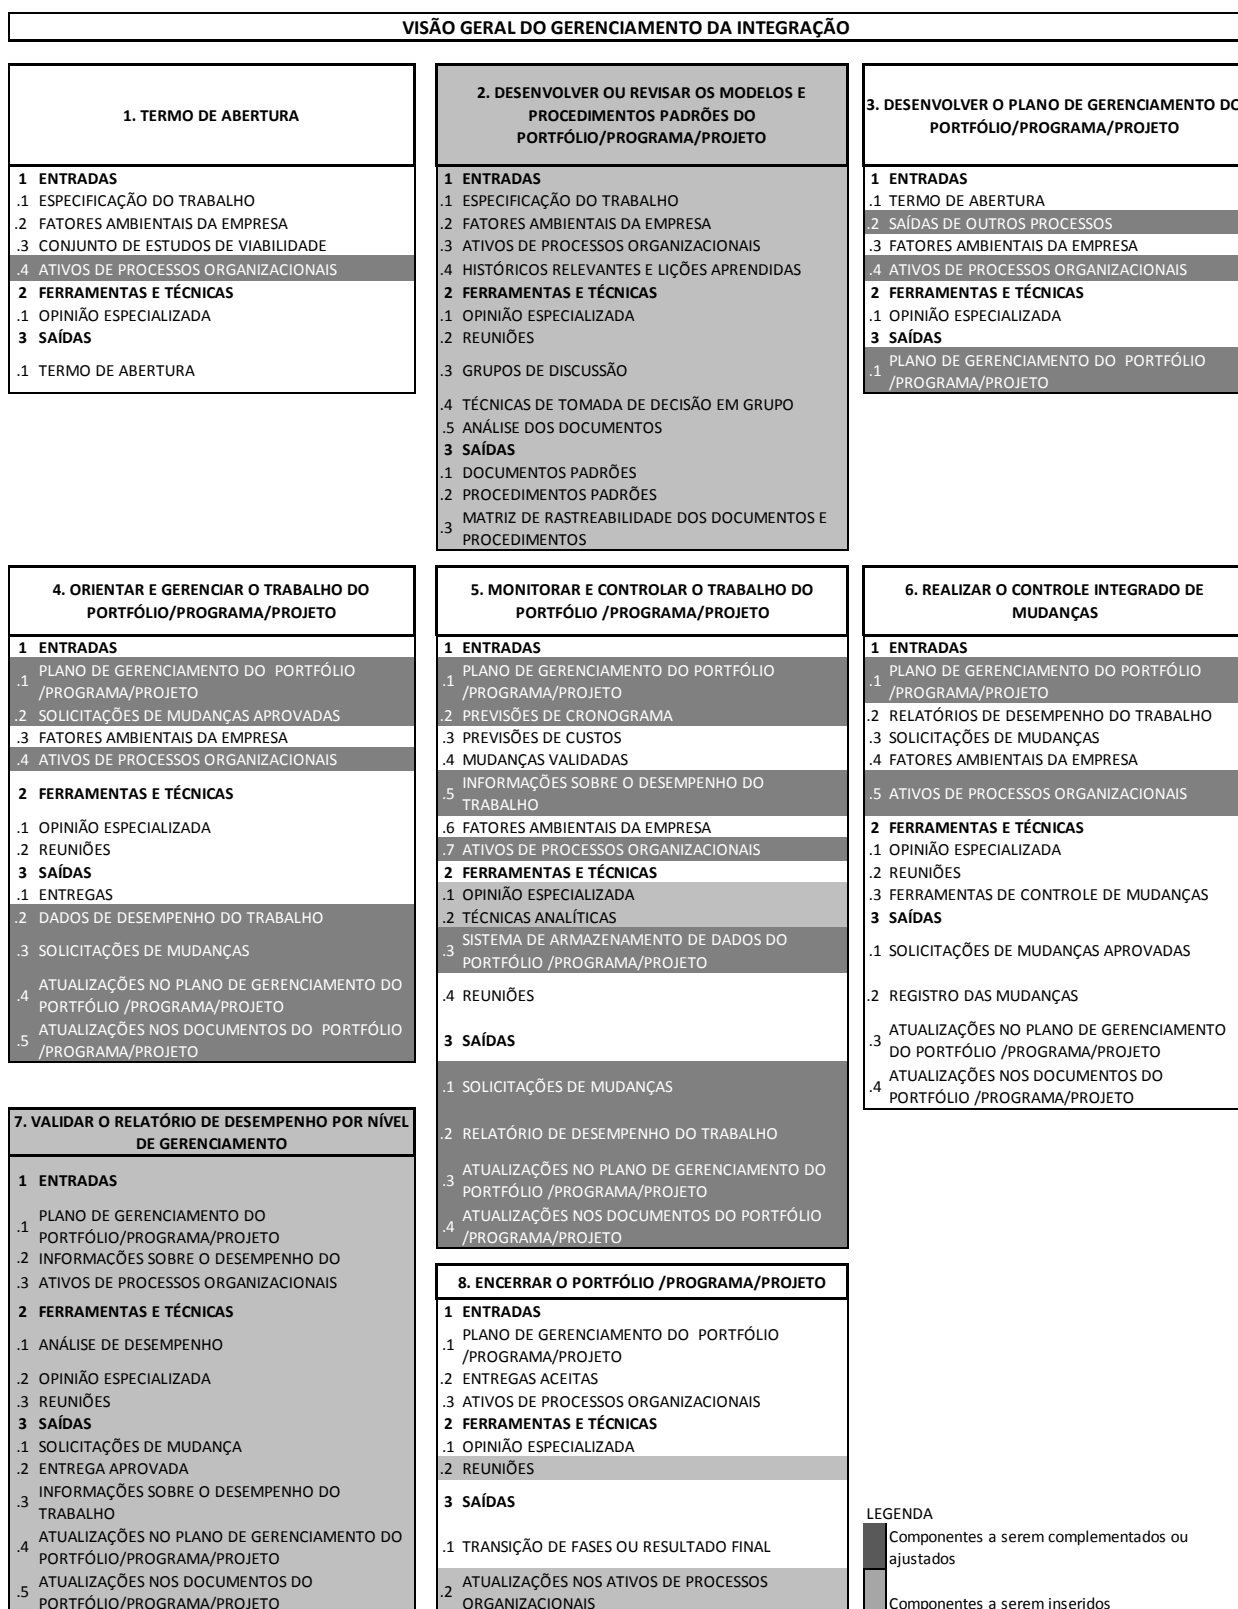 VISÃO GERAL DO GERENCIAMENTO DA INTEGRAÇÃO
1. TERMO DE ABERTURA
1 ENTRADAS
.1 ESPECIFICAÇÃO DO TRABALHO
.2 FATORES AMBIENTAIS DA EMPRESA
.3 CONJUNTO DE ESTUDOS DE VIABILIDADE
.4 ATIVOS DE PROCESSOS ORGANIZACIONAIS
2 FERRAMENTAS E TÉCNICAS
.1 OPINIÃO ESPECIALIZADA
3 SAÍDAS
.1 TERMO DE ABERTURA
2. DESENVOLVER OU REVISAR OS MODELOS E
PROCEDIMENTOS PADRÕES DO
PORTFÓLIO/PROGRAMA/PROJETO
1 ENTRADAS
.1 ESPECIFICAÇÃO DO TRABALHO
.2 FATORES AMBIENTAIS DA EMPRESA
.3 ATIVOS DE PROCESSOS ORGANIZACIONAIS
.4 HISTÓRICOS RELEVANTES E LIÇÕES APRENDIDAS
2 FERRAMENTAS E TÉCNICAS
.1 OPINIÃO ESPECIALIZADA
.2 REUNIÕES
.3 GRUPOS DE DISCUSSÃO
.4 TÉCNICAS DE TOMADA DE DECISÃO EM GRUPO
.5 ANÁLISE DOS DOCUMENTOS
3 SAÍDAS
.1 DOCUMENTOS PADRÕES
.2 PROCEDIMENTOS PADRÕES
.3 MATRIZ DE RASTREABILIDADE DOS DOCUMENTOS E
PROCEDIMENTOS
3. DESENVOLVER O PLANO DE GERENCIAMENTO DO
PORTFÓLIO/PROGRAMA/PROJETO
1 ENTRADAS
.1 TERMO DE ABERTURA
.2 SAÍDAS DE OUTROS PROCESSOS
.3 FATORES AMBIENTAIS DA EMPRESA
.4 ATIVOS DE PROCESSOS ORGANIZACIONAIS
2 FERRAMENTAS E TÉCNICAS
.1 OPINIÃO ESPECIALIZADA
3 SAÍDAS
.1 PLANO DE GERENCIAMENTO DO PORTFÓLIO
/PROGRAMA/PROJETO
4. ORIENTAR E GERENCIAR O TRABALHO DO
PORTFÓLIO/PROGRAMA/PROJETO
1 ENTRADAS
.1 PLANO DE GERENCIAMENTO DO PORTFÓLIO
/PROGRAMA/PROJETO
.2 SOLICITAÇÕES DE MUDANÇAS APROVADAS
.3 FATORES AMBIENTAIS DA EMPRESA
.4 ATIVOS DE PROCESSOS ORGANIZACIONAIS
2 FERRAMENTAS E TÉCNICAS
.1 OPINIÃO ESPECIALIZADA
.2 REUNIÕES
3 SAÍDAS
.1 ENTREGAS
.2 DADOS DE DESEMPENHO DO TRABALHO
.3 SOLICITAÇÕES DE MUDANÇAS
.4 ATUALIZAÇÕES NO PLANO DE GERENCIAMENTO DO
PORTFÓLIO /PROGRAMA/PROJETO
.5 ATUALIZAÇÕES NOS DOCUMENTOS DO PORTFÓLIO
/PROGRAMA/PROJETO
5. MONITORAR E CONTROLAR O TRABALHO DO
PORTFÓLIO /PROGRAMA/PROJETO
1 ENTRADAS
.1 PLANO DE GERENCIAMENTO DO PORTFÓLIO
/PROGRAMA/PROJETO
.2 PREVISÕES DE CRONOGRAMA
.3 PREVISÕES DE CUSTOS
.4 MUDANÇAS VALIDADAS
.5 INFORMAÇÕES SOBRE O DESEMPENHO DO
TRABALHO
.6 FATORES AMBIENTAIS DA EMPRESA
.7 ATIVOS DE PROCESSOS ORGANIZACIONAIS
2 FERRAMENTAS E TÉCNICAS
.1 OPINIÃO ESPECIALIZADA
.2 TÉCNICAS ANALÍTICAS
.3 SISTEMA DE ARMAZENAMENTO DE DADOS DO
PORTFÓLIO /PROGRAMA/PROJETO
.4 REUNIÕES
3 SAÍDAS
.1 SOLICITAÇÕES DE MUDANÇAS
.2 RELATÓRIO DE DESEMPENHO DO TRABALHO
.3 ATUALIZAÇÕES NO PLANO DE GERENCIAMENTO DO
PORTFÓLIO /PROGRAMA/PROJETO
.4 ATUALIZAÇÕES NOS DOCUMENTOS DO PORTFÓLIO
/PROGRAMA/PROJETO
6. REALIZAR O CONTROLE INTEGRADO DE
MUDANÇAS
1 ENTRADAS
.1 PLANO DE GERENCIAMENTO DO PORTFÓLIO
/PROGRAMA/PROJETO
.2 RELATÓRIOS DE DESEMPENHO DO TRABALHO
.3 SOLICITAÇÕES DE MUDANÇAS
.4 FATORES AMBIENTAIS DA EMPRESA
.5 ATIVOS DE PROCESSOS ORGANIZACIONAIS
2 FERRAMENTAS E TÉCNICAS
.1 OPINIÃO ESPECIALIZADA
.2 REUNIÕES
.3 FERRAMENTAS DE CONTROLE DE MUDANÇAS
3 SAÍDAS
.1 SOLICITAÇÕES DE MUDANÇAS APROVADAS
.2 REGISTRO DAS MUDANÇAS
.3 ATUALIZAÇÕES NO PLANO DE GERENCIAMENTO
DO PORTFÓLIO /PROGRAMA/PROJETO
.4 ATUALIZAÇÕES NOS DOCUMENTOS DO
PORTFÓLIO /PROGRAMA/PROJETO
7. VALIDAR O RELATÓRIO DE DESEMPENHO POR NÍVEL
DE GERENCIAMENTO
1 ENTRADAS
.1 PLANO DE GERENCIAMENTO DO
PORTFÓLIO/PROGRAMA/PROJETO
.2 INFORMAÇÕES SOBRE O DESEMPENHO DO
.3 ATIVOS DE PROCESSOS ORGANIZACIONAIS
2 FERRAMENTAS E TÉCNICAS
.1 ANÁLISE DE DESEMPENHO
.2 OPINIÃO ESPECIALIZADA
.3 REUNIÕES
3 SAÍDAS
.1 SOLICITAÇÕES DE MUDANÇA
.2 ENTREGA APROVADA
.3 INFORMAÇÕES SOBRE O DESEMPENHO DO
TRABALHO
.4 ATUALIZAÇÕES NO PLANO DE GERENCIAMENTO DO
PORTFÓLIO/PROGRAMA/PROJETO
.5 ATUALIZAÇÕES NOS DOCUMENTOS DO
PORTFÓLIO/PROGRAMA/PROJETO
8. ENCERRAR O PORTFÓLIO /PROGRAMA/PROJETO
1 ENTRADAS
.1 PLANO DE GERENCIAMENTO DO PORTFÓLIO
/PROGRAMA/PROJETO
.2 ENTREGAS ACEITAS
.3 ATIVOS DE PROCESSOS ORGANIZACIONAIS
2 FERRAMENTAS E TÉCNICAS
.1 OPINIÃO ESPECIALIZADA
.2 REUNIÕES
3 SAÍDAS
.1 TRANSIÇÃO DE FASES OU RESULTADO FINAL
.2 ATUALIZAÇÕES NOS ATIVOS DE PROCESSOS
ORGANIZACIONAIS
LEGENDA
Componentes a serem complementados ou
ajustados
Componentes a serem inseridos